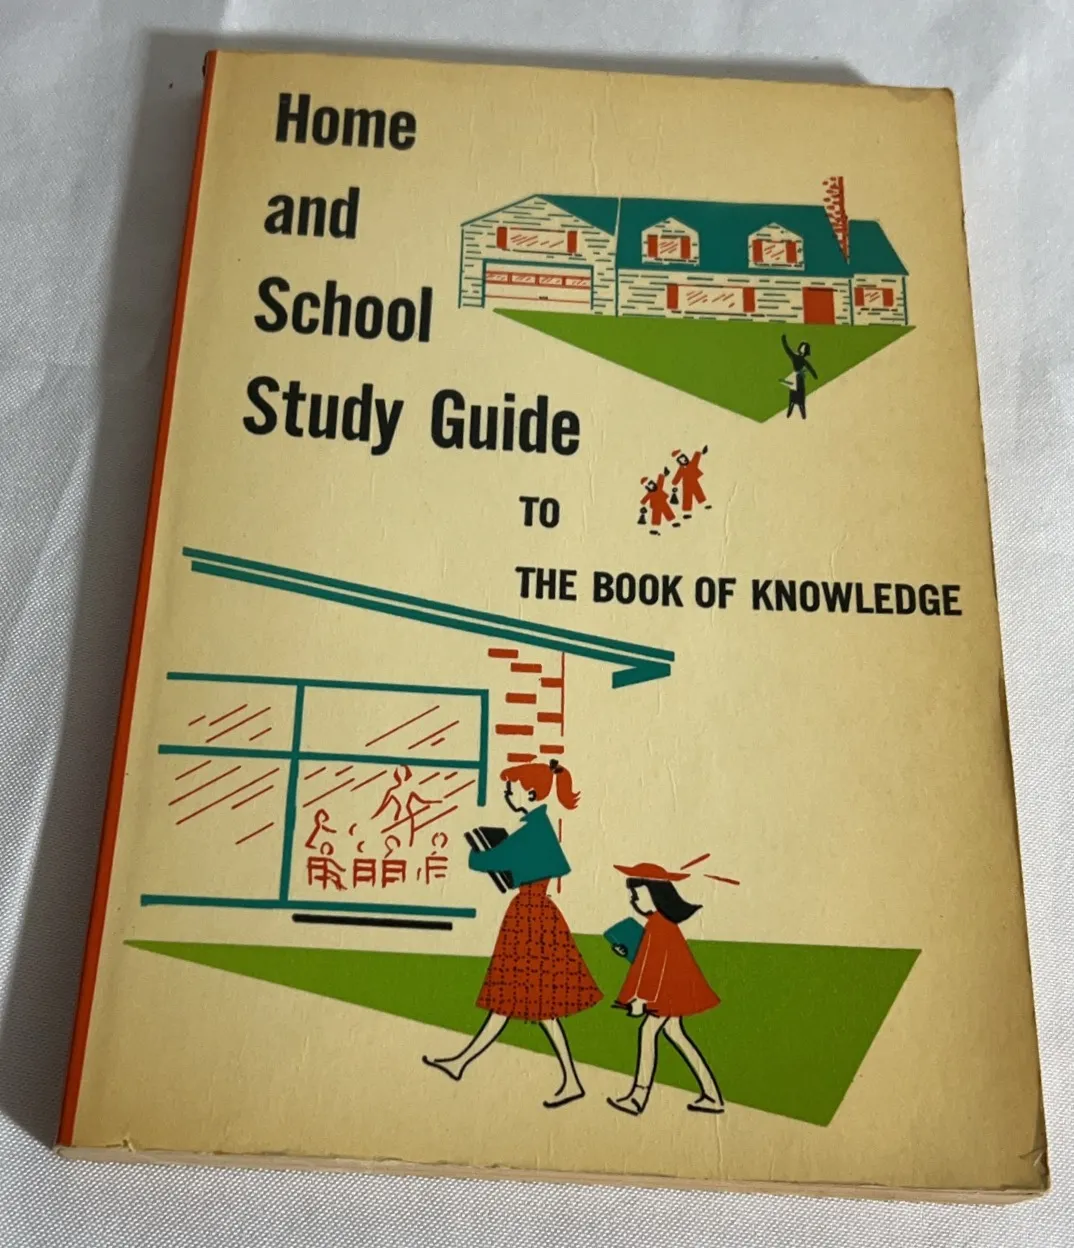 Home
and
School
Study Guide
TO
THE BOOK OF KNOWLEDGE